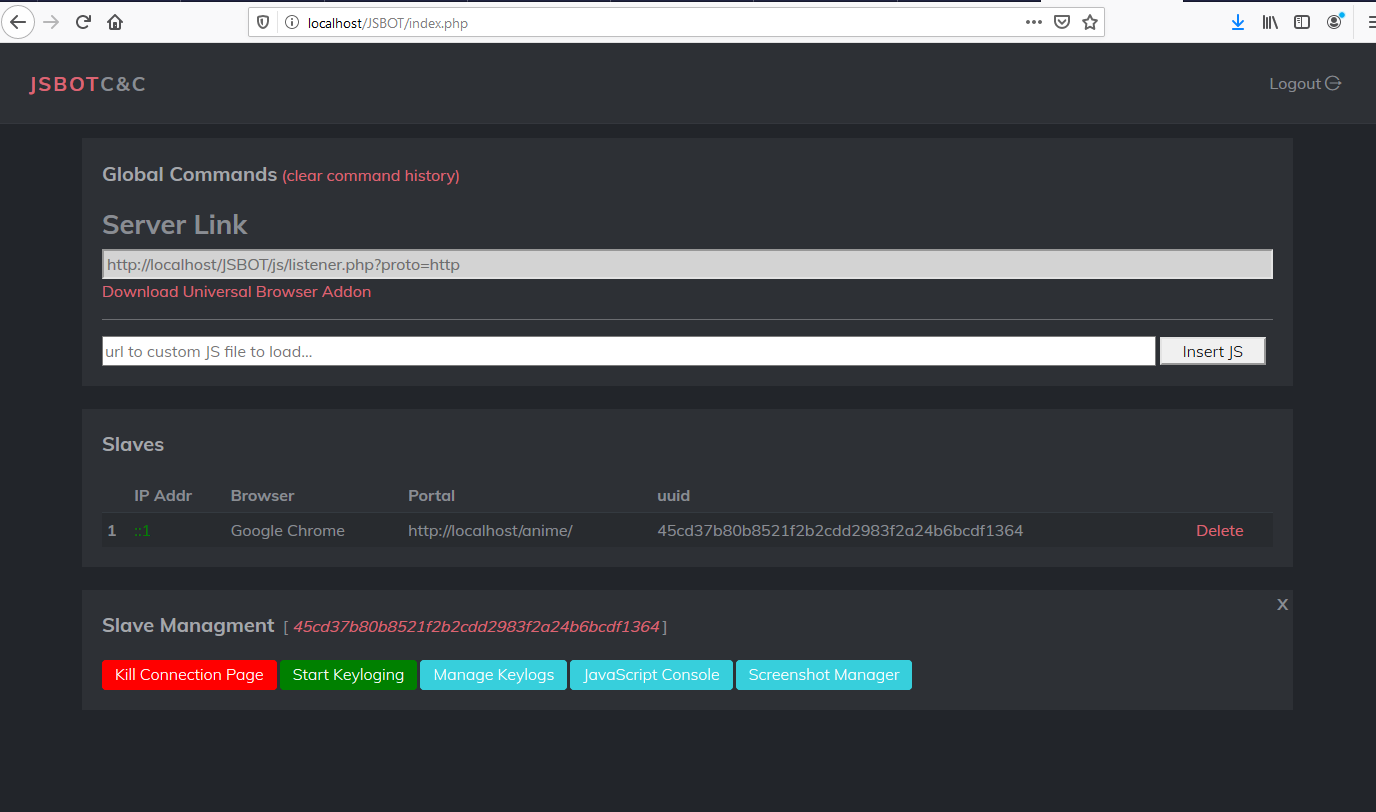 localhost/JSBOT/index.php
JSBOTC&C
Logout
Global Commands (clear command history)
Server Link
http://localhost/JSBOT/js/listener.php?proto=http
Download Universal Browser Addon
url to custom JS file to load... Insert JS
Slaves
IP Addr Browser Portal uuid
1 ::1 Google Chrome http://localhost/anime/ 45cd37b80b8521f2b2cdd2983f2a24b6bcdf1364 Delete
X
Slave Managment [ 45cd37b80b8521f2b2cdd2983f2a24b6bcdf1364 ]
Kill Connection Page Start Keyloging Manage Keylogs JavaScript Console Screenshot Manager